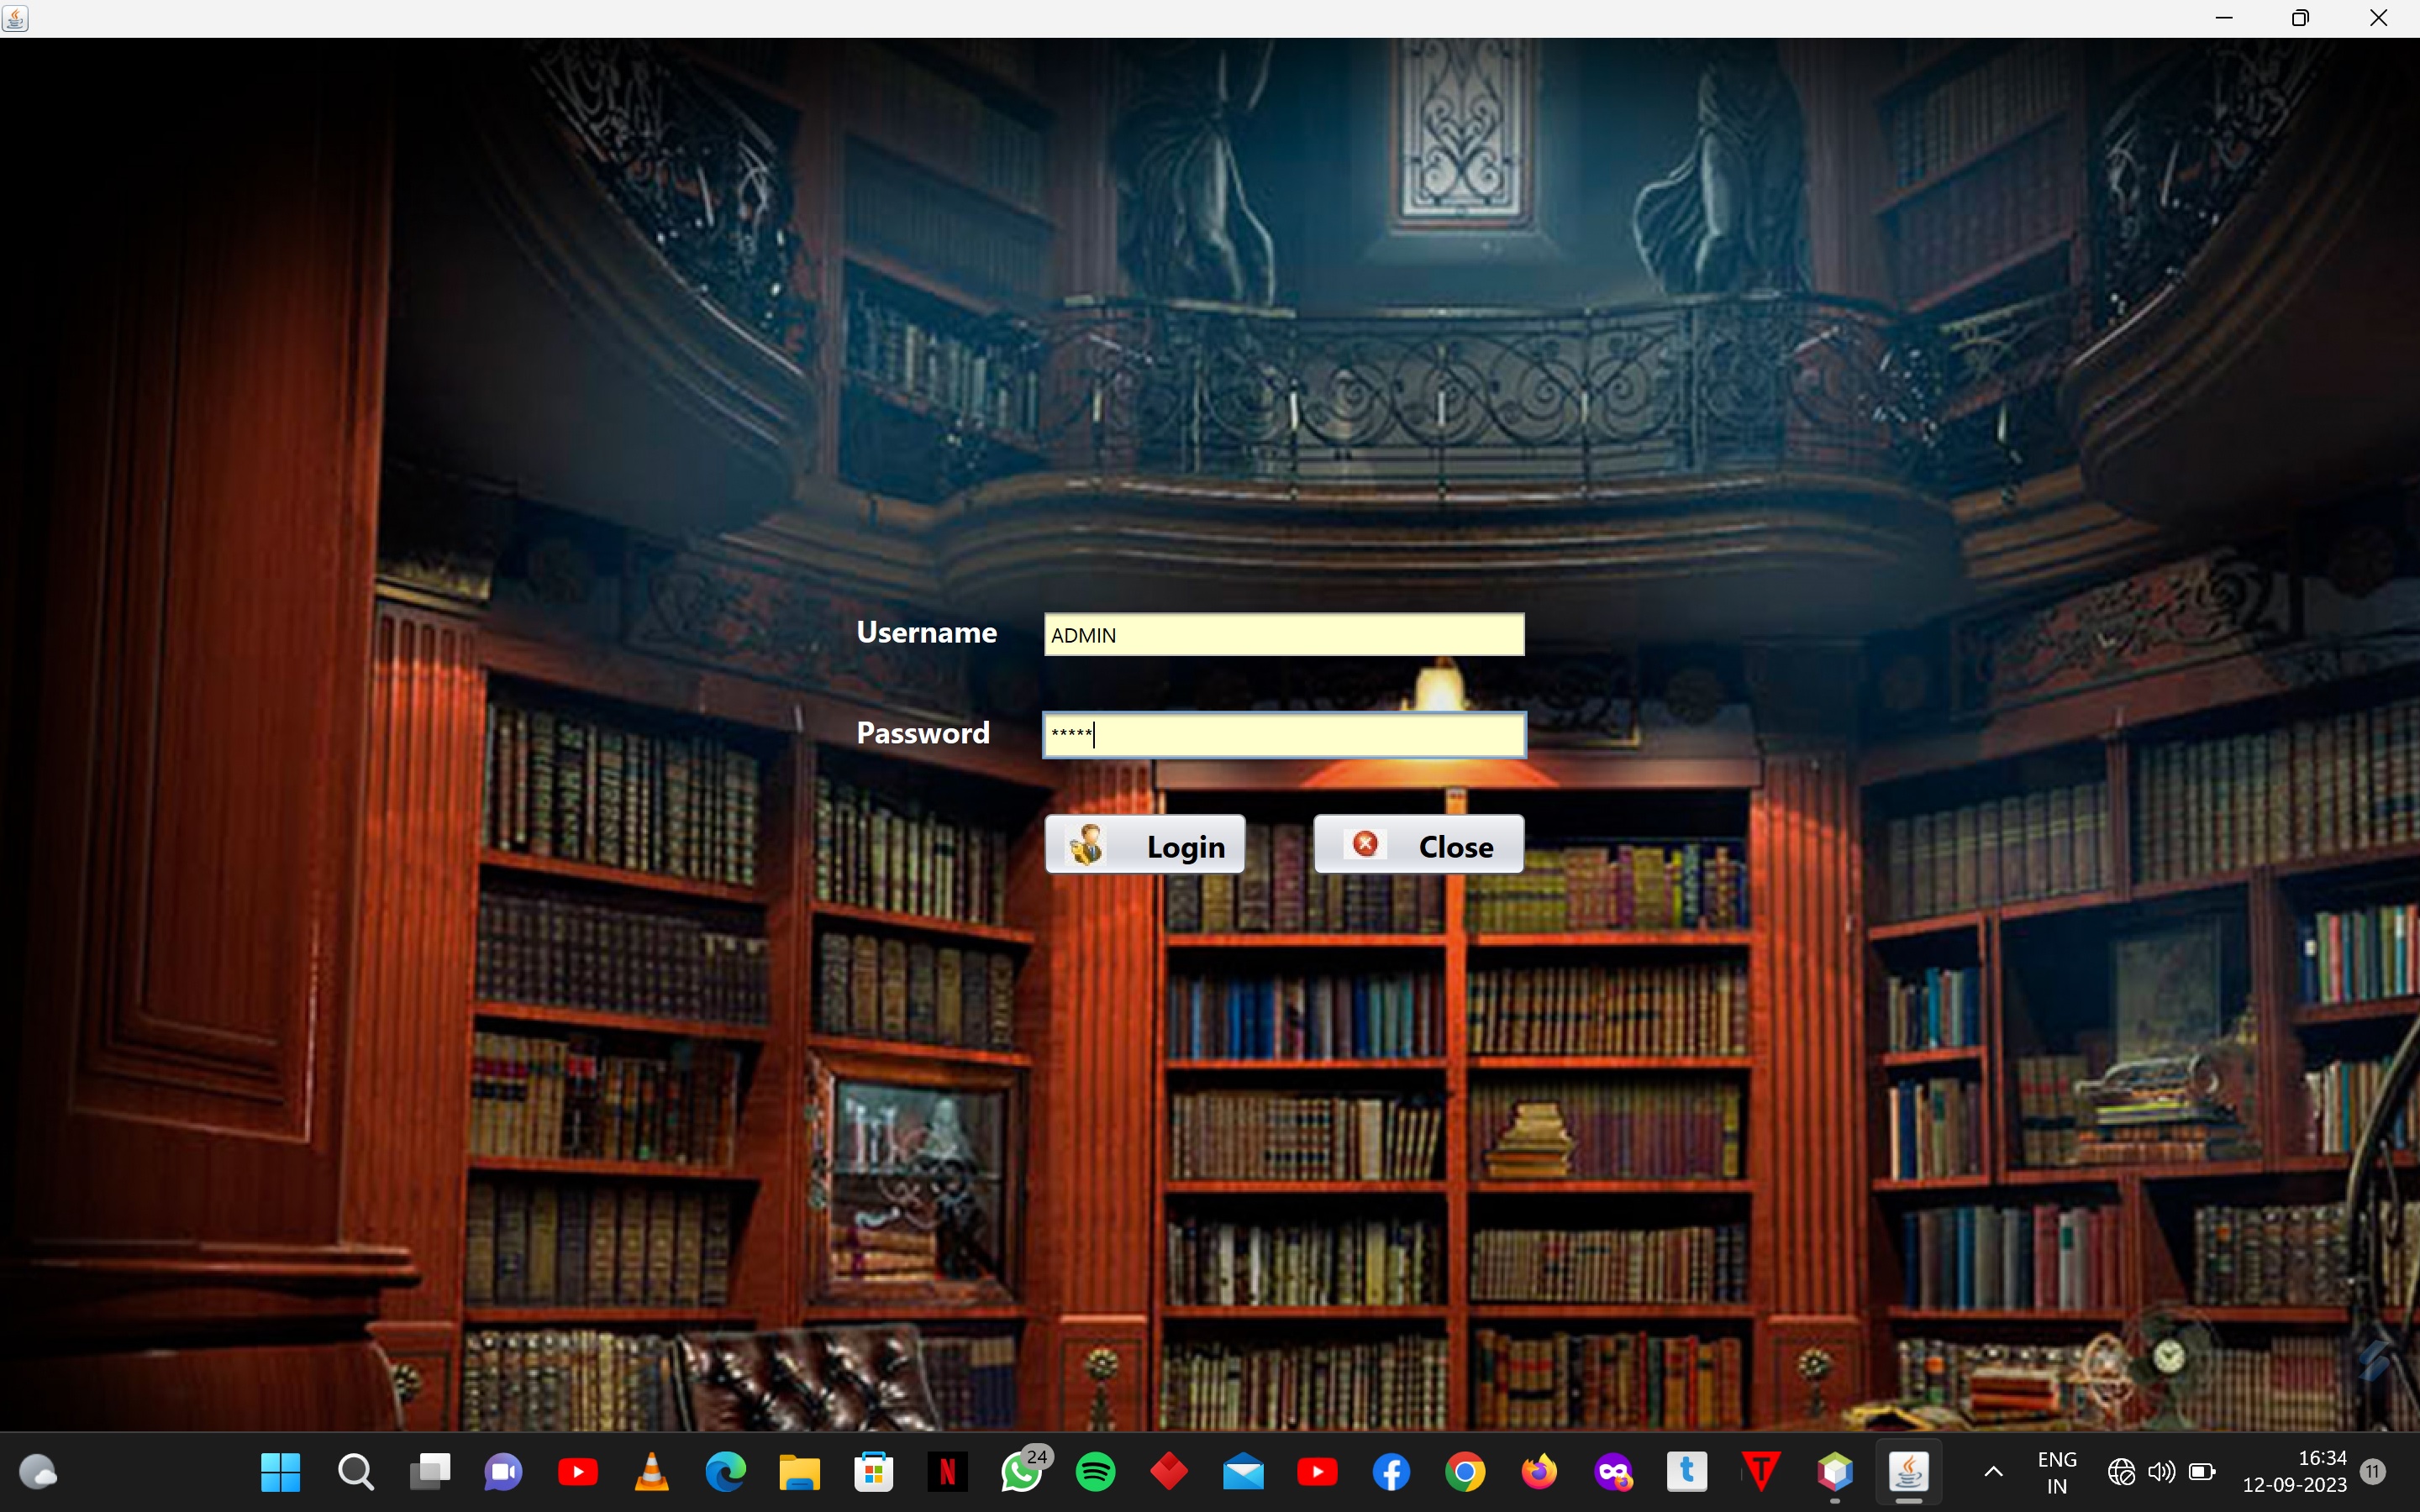 Username
ADMIN
Password
*****
Login
Close
24
N
t
T
ENG
IN
16:34
12-09-2023
11